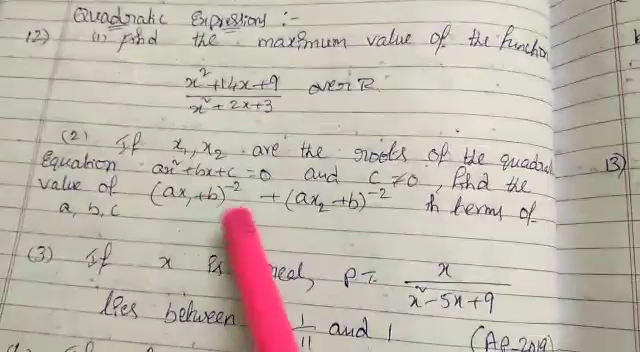 Quadratic Expression :-
12) (1) find the maximum value of the function
x² + 14x + 9 / x² + 2x + 3 over R
(2) If x₁, x₂ are the roots of the quadrat
Equation ax² + bx + c = 0 and c ≠ 0, find the 13)
value of (ax₁ + b)⁻² + (ax₂ + b)⁻² in terms of
a, b, c
(3) If x is real, P = x / x² - 5x + 9
lies between 1/11 and 1 (AP-2019)